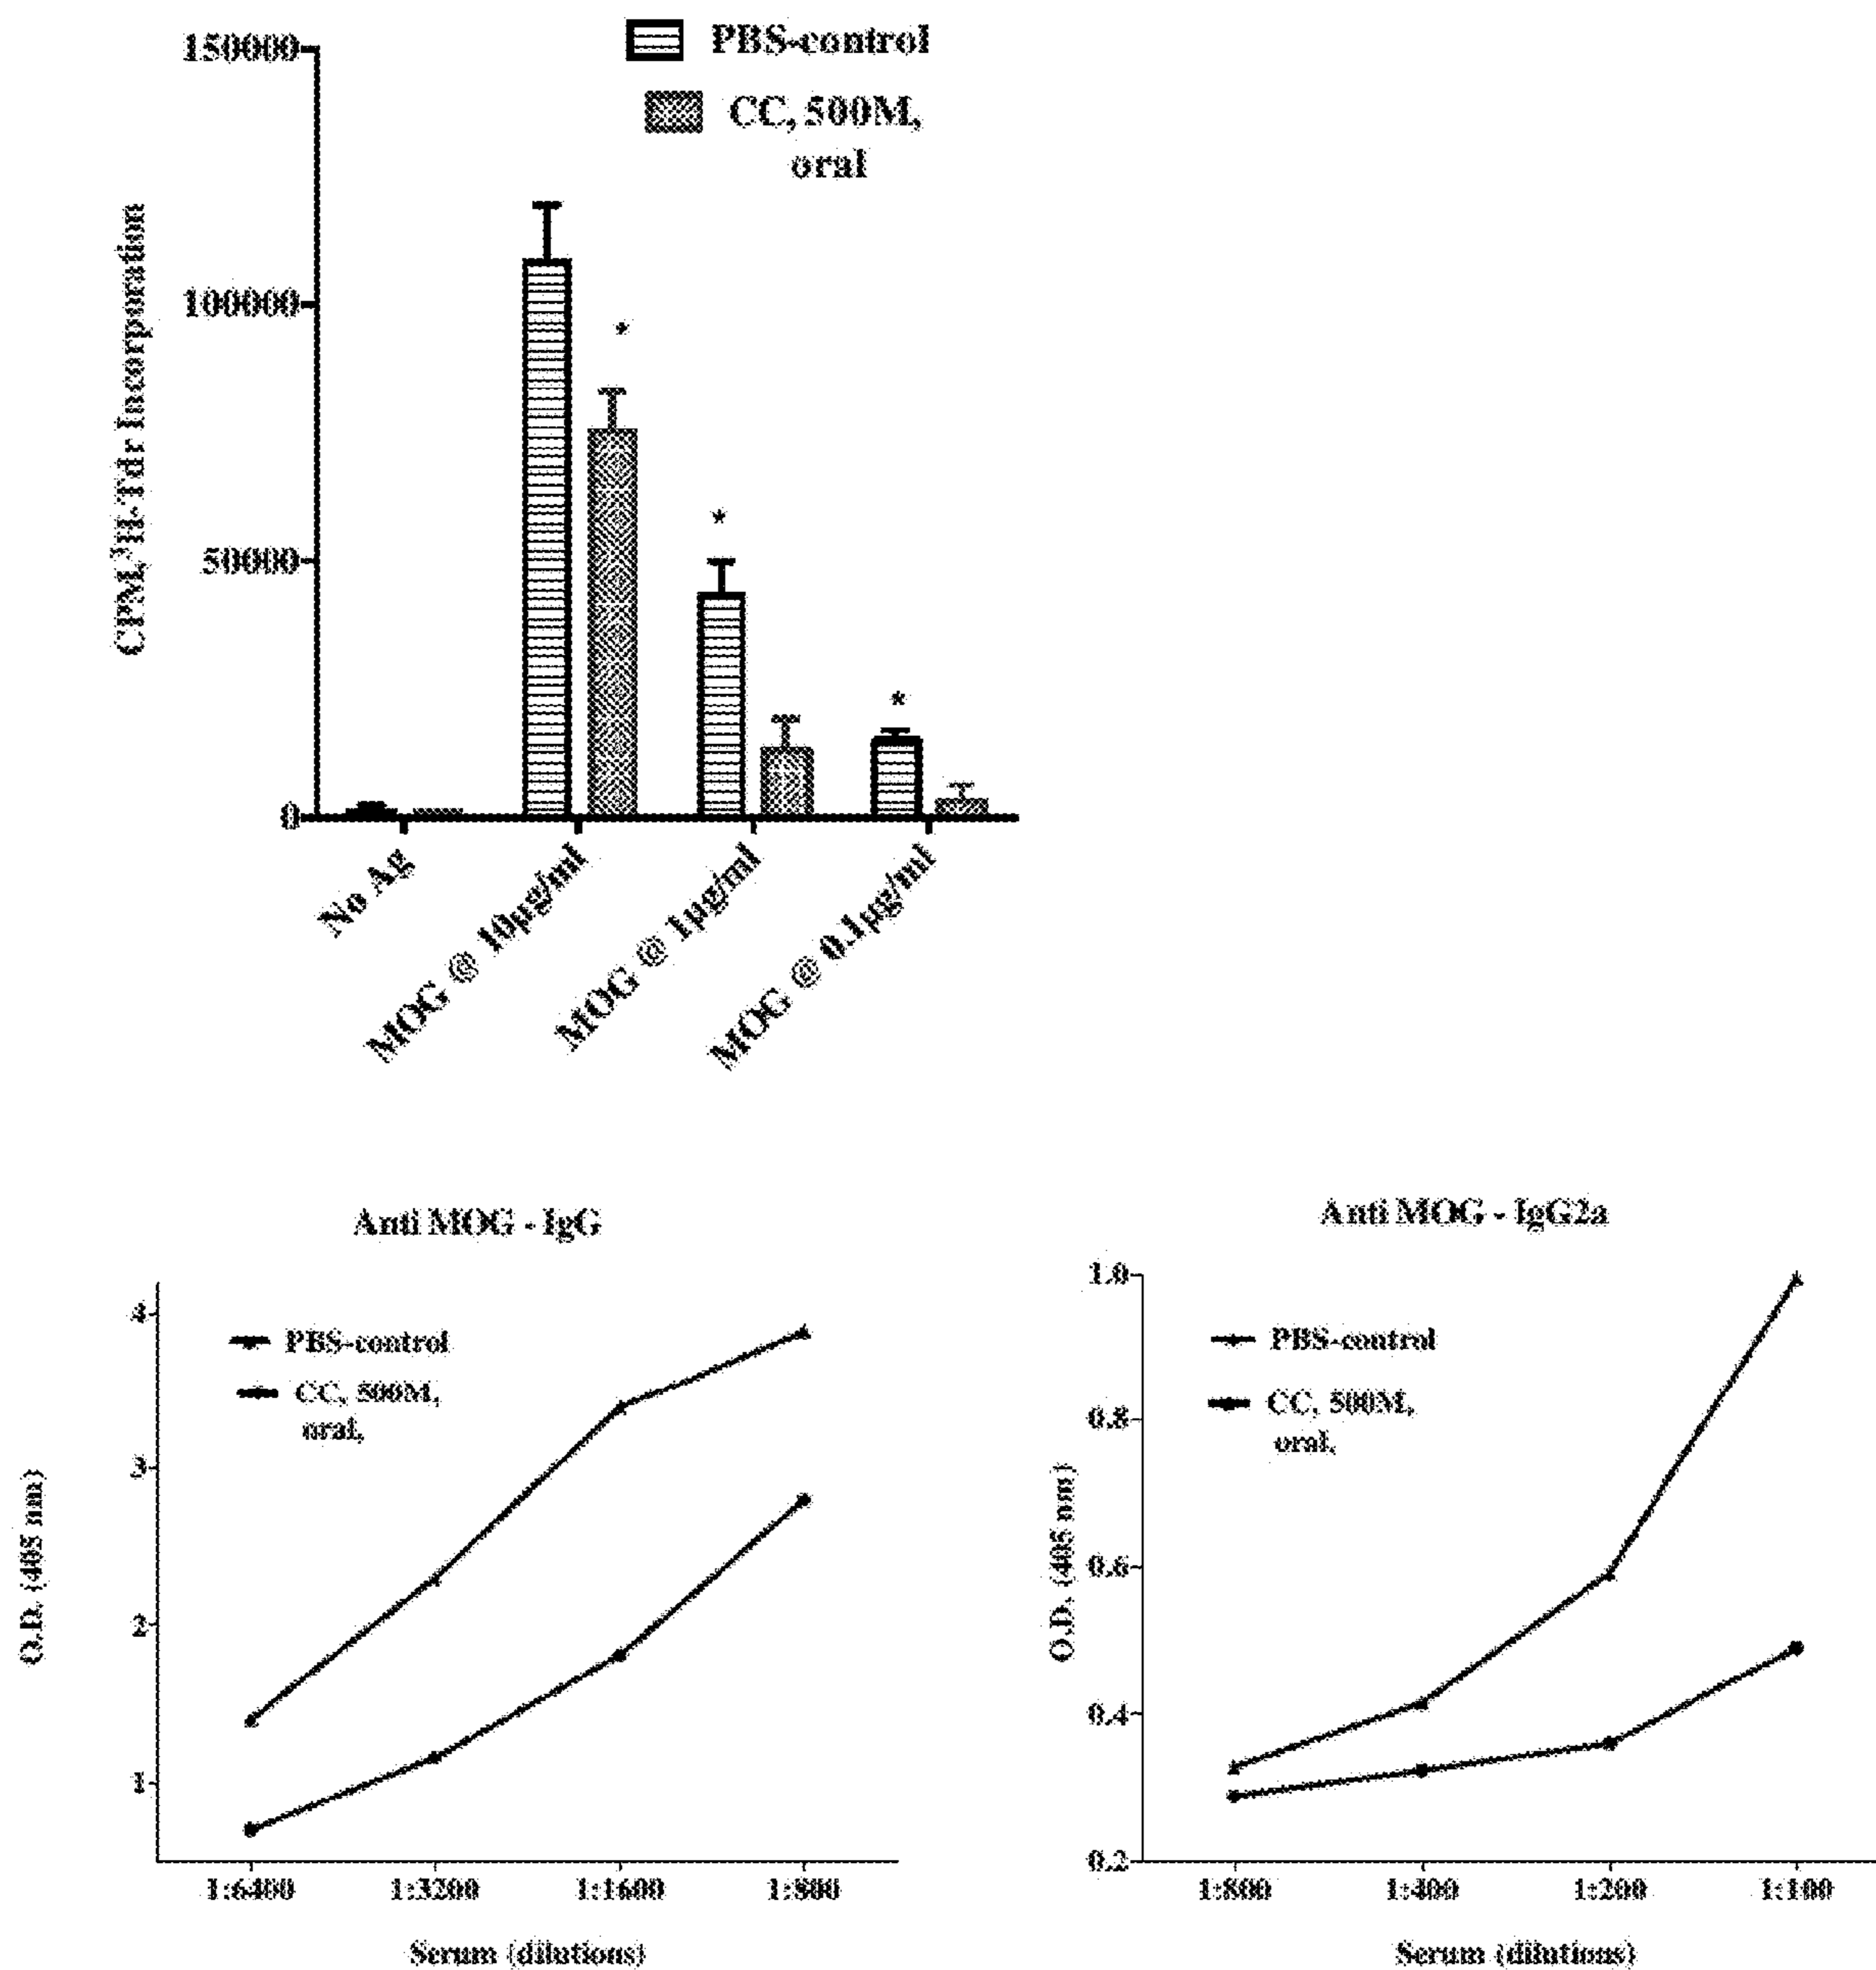 150000
100000
50000
0
CPM, ³H-Tdr Incorporation
PBS-control
CC, 500M,
oral
*
*
*
No Ag
MOG @ 10μg/ml
MOG @ 1μg/ml
MOG @ 0.1μg/ml
Anti MOG - IgG
4
3
2
1
O.D. (405 nm)
PBS-control
CC, 500M,
oral,
1:6400
1:3200
1:1600
1:800
Serum (dilutions)
Anti MOG - IgG2a
1.0
0.8
0.6
0.4
0.2
O.D. (405 nm)
PBS-control
CC, 500M,
oral,
1:800
1:400
1:200
1:100
Serum (dilutions)